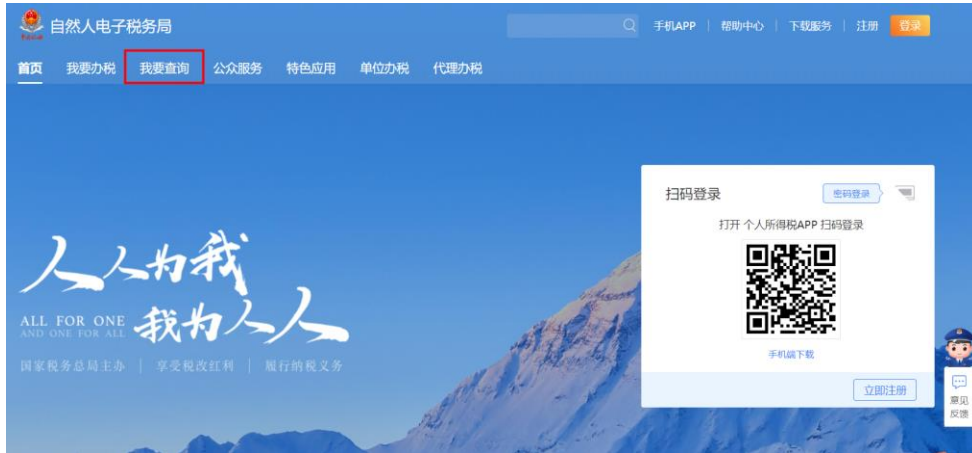 自然人电子税务局
手机APP | 帮助中心 | 下载服务 | 注册 登录
首页 我要办税 我要查询 公众服务 特色应用 单位办税 代理办税
扫码登录 密码登录
打开 个人所得税APP 扫码登录
手机端下载
立即注册
人人为我
ALL FOR ONE
AND ONE FOR ALL
我为人人
国家税务总局主办 | 享受税改红利 | 履行纳税义务
意见
反馈